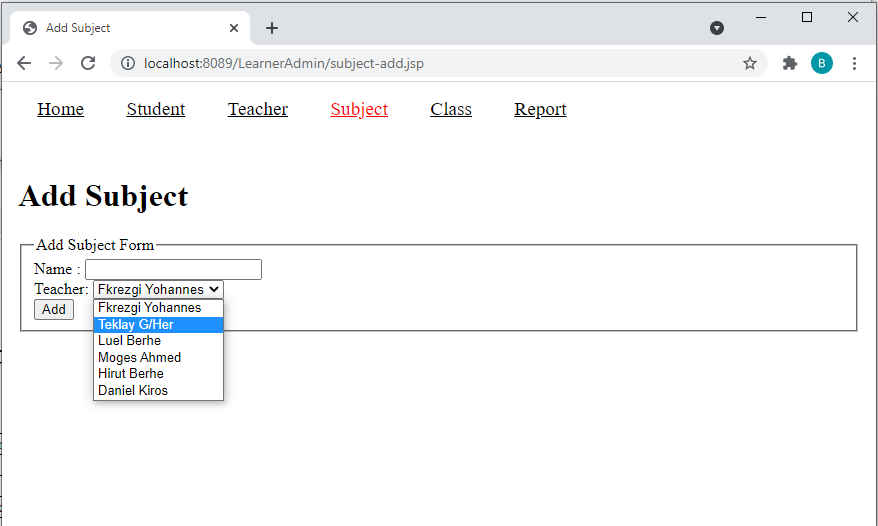 Add Subject
localhost:8089/LearnerAdmin/subject-add.jsp
B
Home Student Teacher Subject Class Report
Add Subject
Add Subject Form
Name :
Teacher: Fkrezgi Yohannes
Add
Fkrezgi Yohannes
Teklay G/Her
Luel Berhe
Moges Ahmed
Hirut Berhe
Daniel Kiros